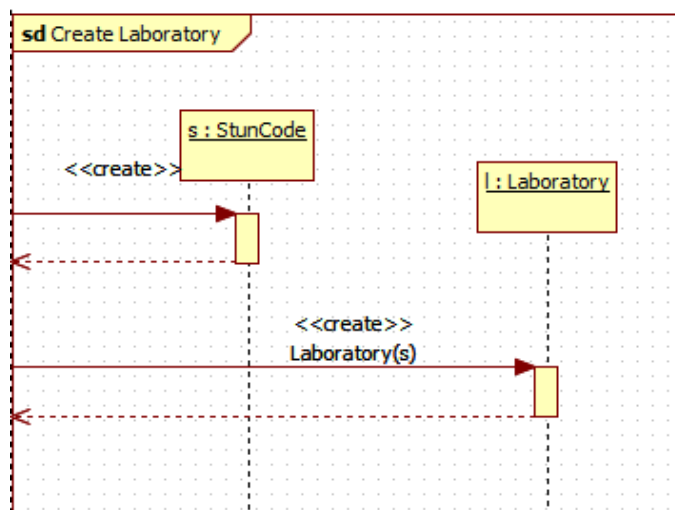 sd Create Laboratory
s : StunCode
<<create>>
l : Laboratory
<<create>>
Laboratory(s)